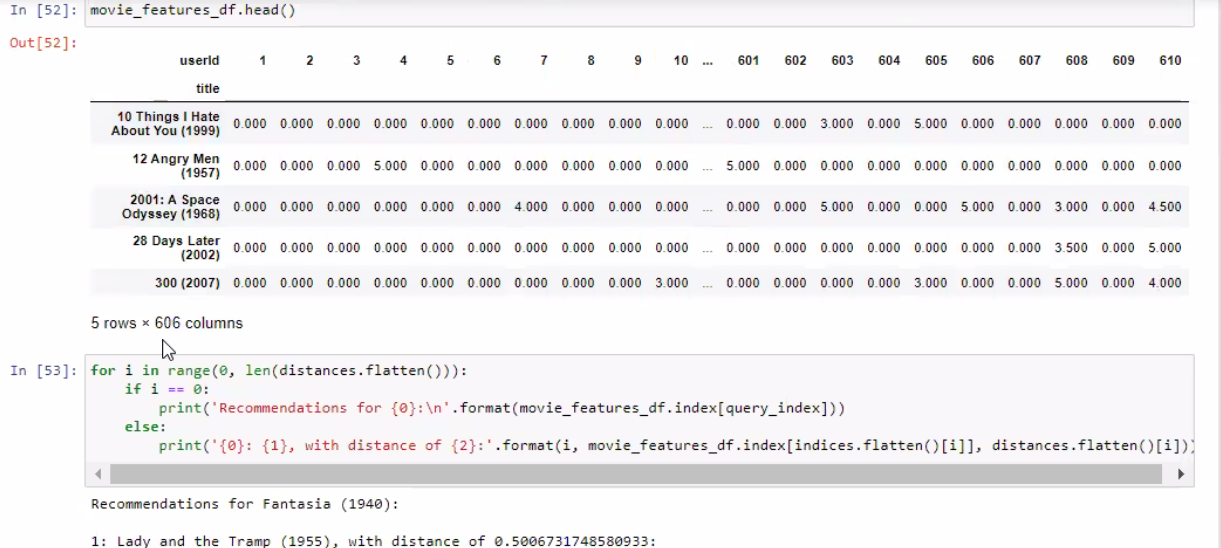 In [52]: movie_features_df.head()
Out[52]:
userId 1 2 3 4 5 6 7 8 9 10 ... 601 602 603 604 605 606 607 608 609 610
title
10 Things I Hate
About You (1999) 0.000 0.000 0.000 0.000 0.000 0.000 0.000 0.000 0.000 0.000 ... 0.000 0.000 3.000 0.000 5.000 0.000 0.000 0.000 0.000 0.000
12 Angry Men
(1957) 0.000 0.000 0.000 5.000 0.000 0.000 0.000 0.000 0.000 0.000 ... 5.000 0.000 0.000 0.000 0.000 0.000 0.000 0.000 0.000 0.000
2001: A Space
Odyssey (1968) 0.000 0.000 0.000 0.000 0.000 0.000 4.000 0.000 0.000 0.000 ... 0.000 0.000 5.000 0.000 0.000 5.000 0.000 3.000 0.000 4.500
28 Days Later
(2002) 0.000 0.000 0.000 0.000 0.000 0.000 0.000 0.000 0.000 0.000 ... 0.000 0.000 0.000 0.000 0.000 0.000 0.000 3.500 0.000 5.000
300 (2007) 0.000 0.000 0.000 0.000 0.000 0.000 0.000 0.000 0.000 3.000 ... 0.000 0.000 0.000 0.000 3.000 0.000 0.000 5.000 0.000 4.000
5 rows × 606 columns
In [53]: for i in range(0, len(distances.flatten())):
if i == 0:
print('Recommendations for {0}:\n'.format(movie_features_df.index[query_index]))
else:
print('{0}: {1}, with distance of {2}:'.format(i, movie_features_df.index[indices.flatten()[i]], distances.flatten()[i]))
Recommendations for Fantasia (1940):
1: Lady and the Tramp (1955), with distance of 0.5006731748580933: